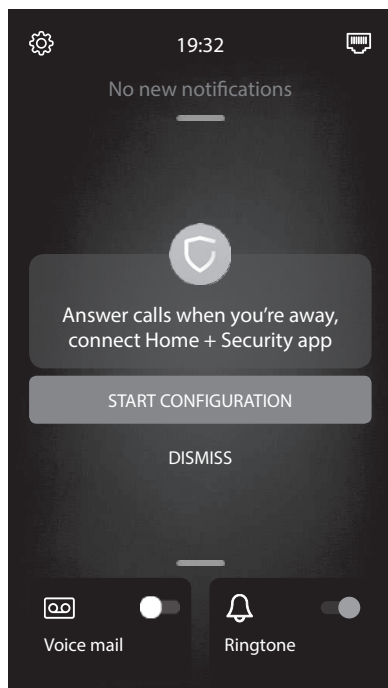 19:32
No new notifications
Answer calls when you're away,
connect Home + Security app
START CONFIGURATION
DISMISS
Voice mail
Ringtone